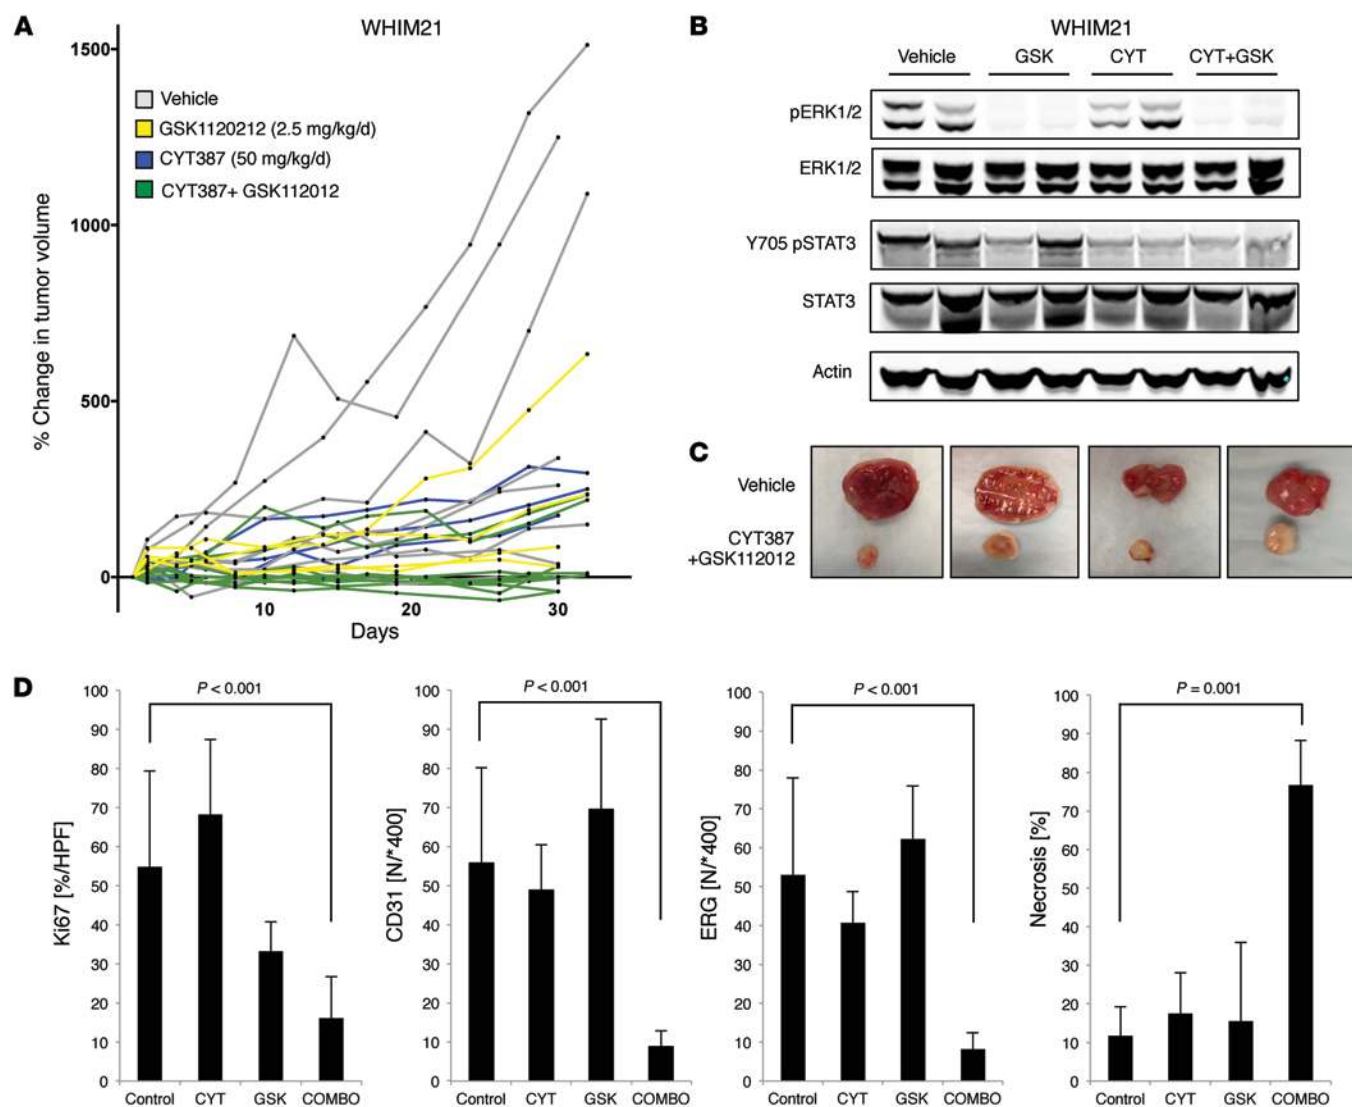 A
WHIM21
1500
1000
500
0
10
20
30
% Change in tumor volume
Days
Vehicle
GSK1120212 (2.5 mg/kg/d)
CYT387 (50 mg/kg/d)
CYT387+ GSK112012
B
WHIM21
Vehicle GSK CYT CYT+GSK
pERK1/2
ERK1/2
Y705 pSTAT3
STAT3
Actin
C
Vehicle
CYT387
+GSK112012
D
P < 0.001
Ki67 [%/HPF]
100
90
80
70
60
50
40
30
20
10
0
Control CYT GSK COMBO
P < 0.001
CD31 [N/*400]
100
90
80
70
60
50
40
30
20
10
0
Control CYT GSK COMBO
P < 0.001
ERG [N/*400]
100
90
80
70
60
50
40
30
20
10
0
Control CYT GSK COMBO
P = 0.001
Necrosis [%]
100
90
80
70
60
50
40
30
20
10
0
Control CYT GSK COMBO